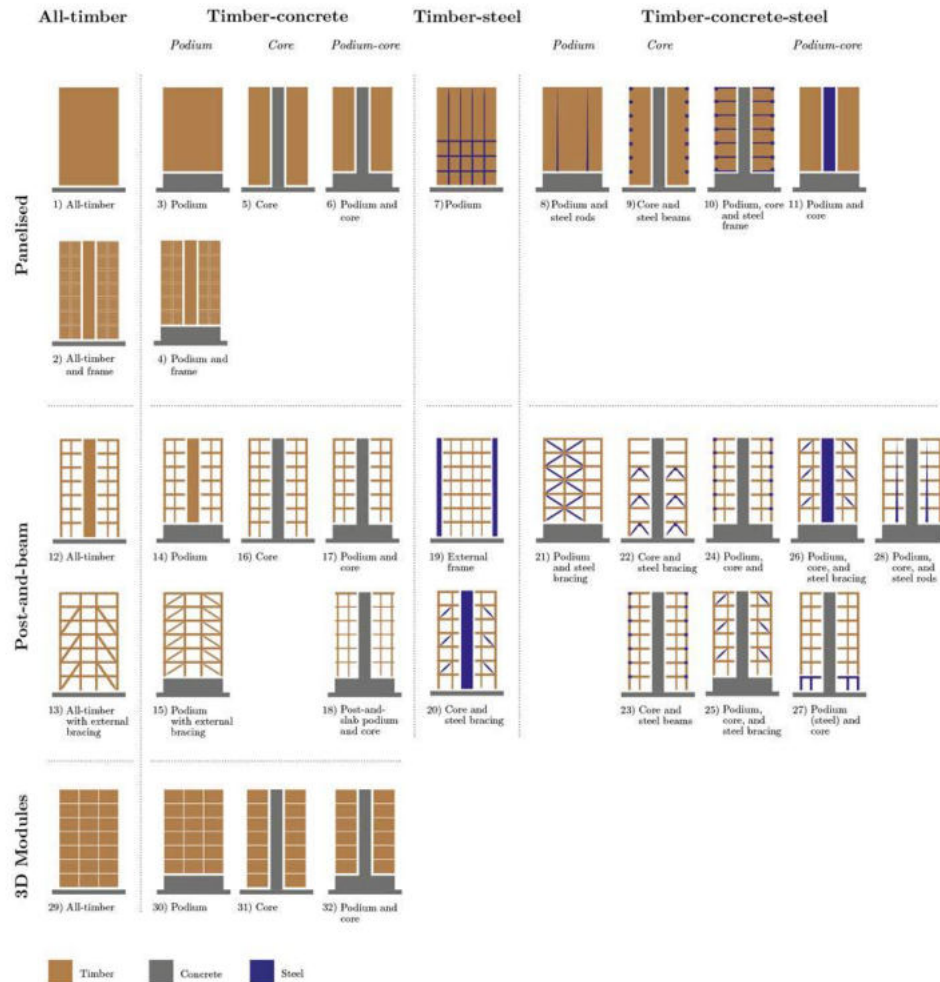 All-timber
Timber-concrete
Timber-steel
Timber-concrete-steel
Podium
Core
Podium-core
Podium
Core
Podium-core
Panelised
1) All-timber
3) Podium
5) Core
6) Podium and
core
7) Podium
8) Podium and
steel rods
9) Core and
steel beams
10) Podium, core
and steel
frame
11) Podium and
core
2) All-timber
and frame
4) Podium and
frame
Post-and-beam
12) All-timber
14) Podium
16) Core
17) Podium and
core
19) External
frame
21) Podium
and steel
bracing
22) Core and
steel bracing
24) Podium,
core and
26) Podium,
core, and
steel bracing
28) Podium,
core, and
steel rods
13) All-timber
with external
bracing
15) Podium
with external
bracing
18) Post-and-
slab podium
and core
20) Core and
steel bracing
23) Core and
steel beams
25) Podium,
core, and
steel bracing
27) Podium
(steel) and
core
3D Modules
29) All-timber
30) Podium
31) Core
32) Podium and
core
Timber
Concrete
Steel